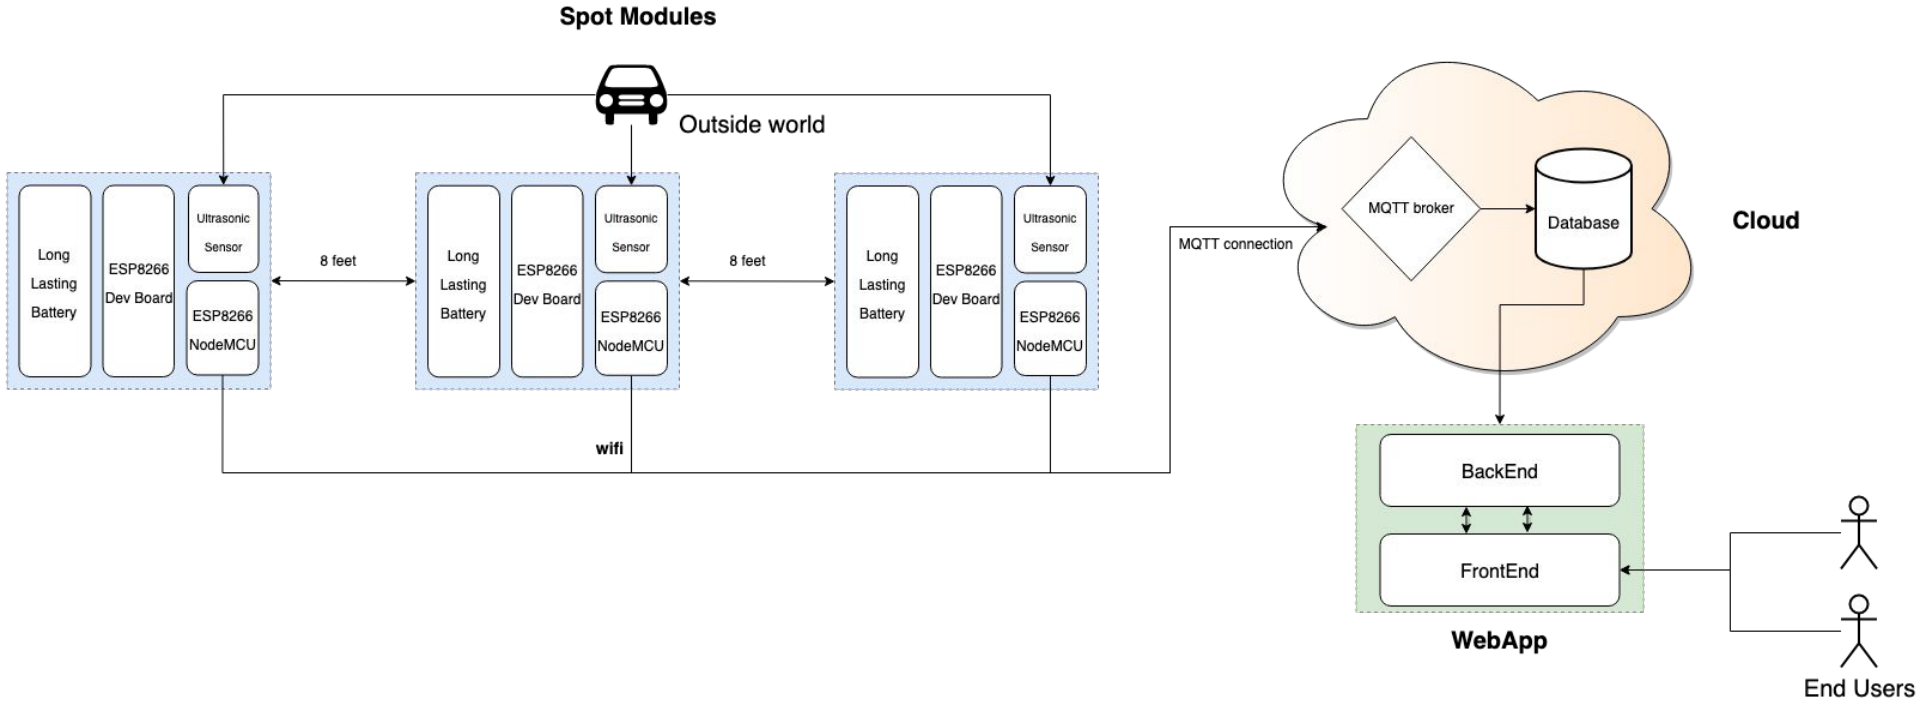 Spot Modules
Outside world
Long
Lasting
Battery
ESP8266
Dev Board
Ultrasonic
Sensor
ESP8266
NodeMCU
8 feet
Long
Lasting
Battery
ESP8266
Dev Board
Ultrasonic
Sensor
ESP8266
NodeMCU
8 feet
Long
Lasting
Battery
ESP8266
Dev Board
Ultrasonic
Sensor
ESP8266
NodeMCU
wifi
MQTT connection
MQTT broker
Database
Cloud
BackEnd
FrontEnd
WebApp
End Users